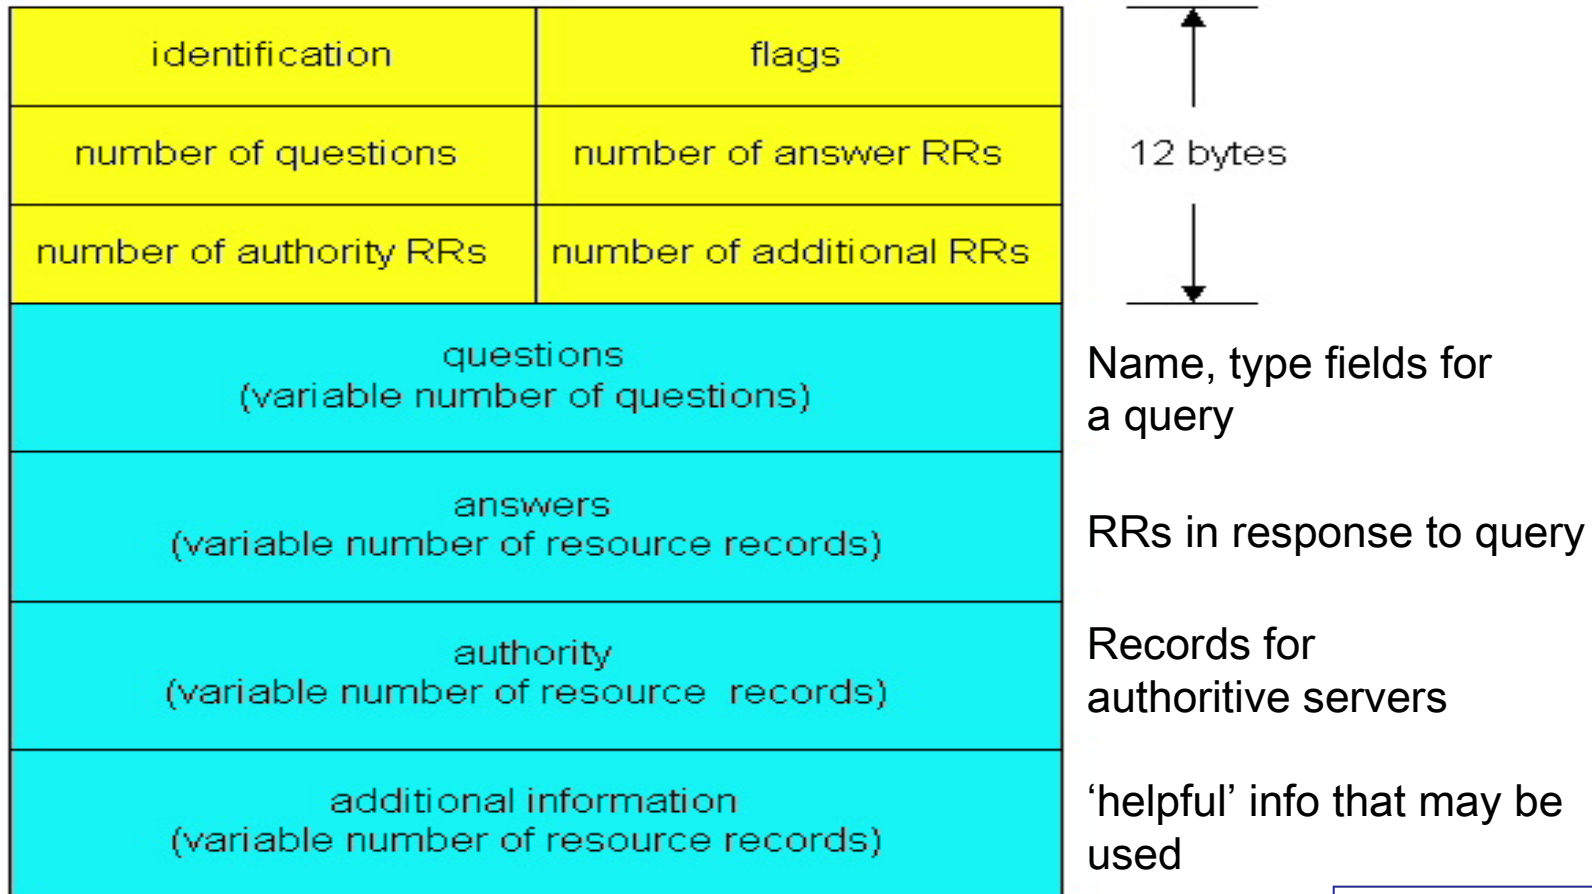 identification
flags
number of questions
number of answer RRs
12 bytes
number of authority RRs
number of additional RRs
questions
(variable number of questions)
Name, type fields for
a query
answers
(variable number of resource records)
RRs in response to query
authority
(variable number of resource records)
Records for
authoritive servers
additional information
(variable number of resource records)
‘helpful’ info that may be
used